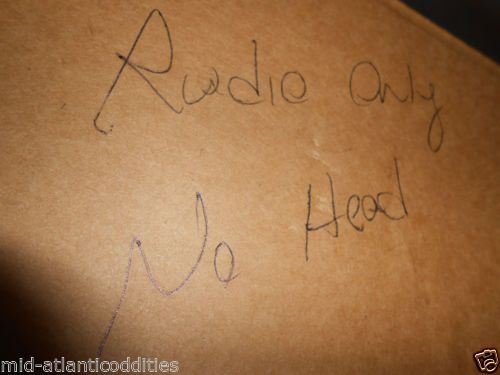 Radio Only
No Head
mid-atlanticoddities